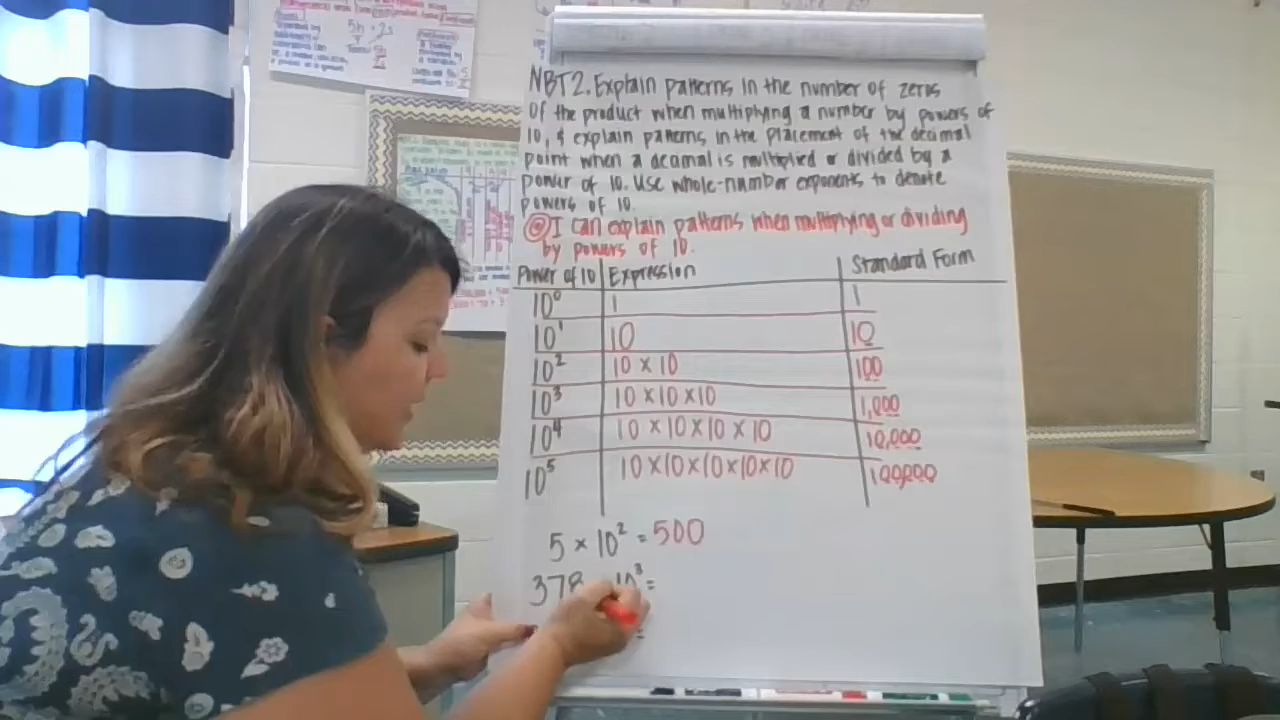 NBT2. Explain patterns in the number of zeros
of the product when multiplying a number by powers of
10, & explain patterns in the placement of the decimal
point when a decimal is multiplied or divided by a
power of 10. Use whole-number exponents to denote
powers of 10.
I can explain patterns when multiplying or dividing
by powers of 10.
Power of 10 Expression Standard Form
10⁰ 1 1
10¹ 10 10
10² 10 × 10 100
10³ 10 × 10 × 10 1,000
10⁴ 10 × 10 × 10 × 10 10,000
10⁵ 10 × 10 × 10 × 10 × 10 100,000
5 × 10² = 500
378 10³ =
=